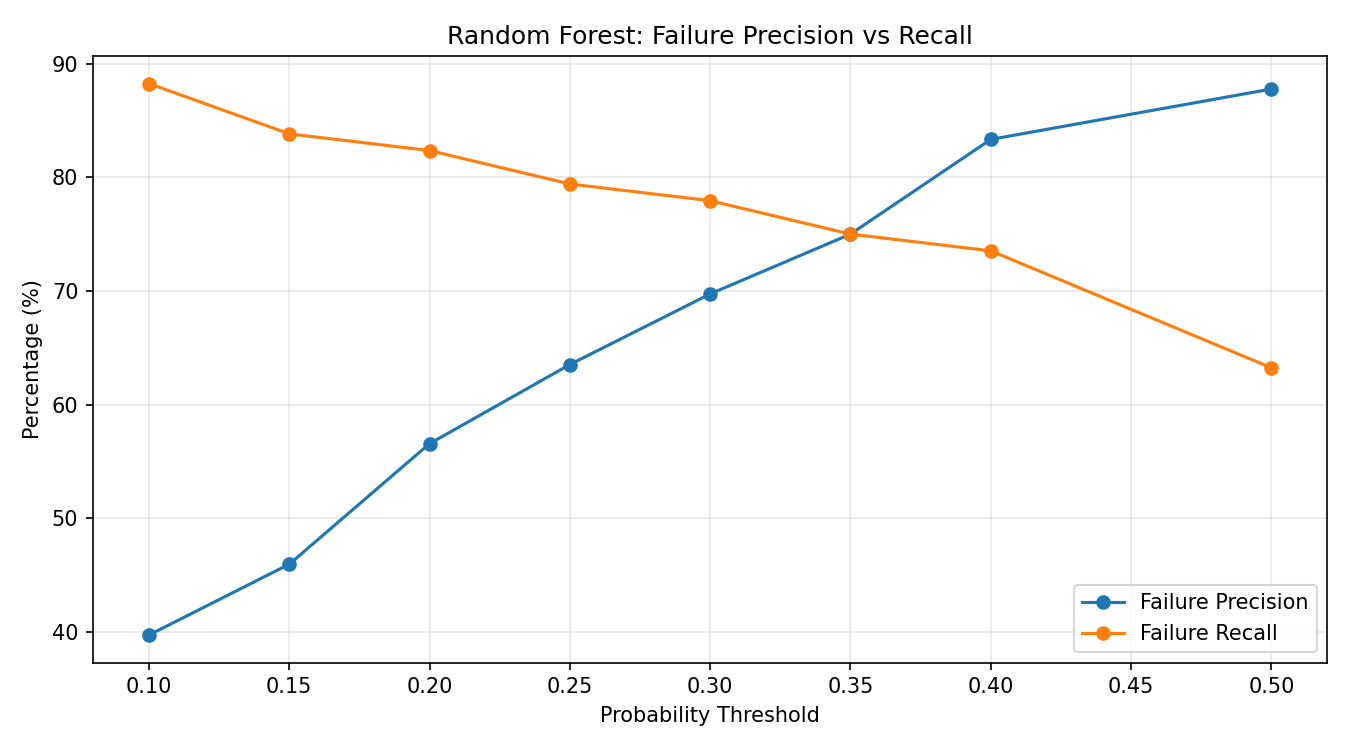 Random Forest: Failure Precision vs Recall
Percentage (%)
90
80
70
60
50
40
Failure Precision
Failure Recall
0.10 0.15 0.20 0.25 0.30 0.35 0.40 0.45 0.50
Probability Threshold